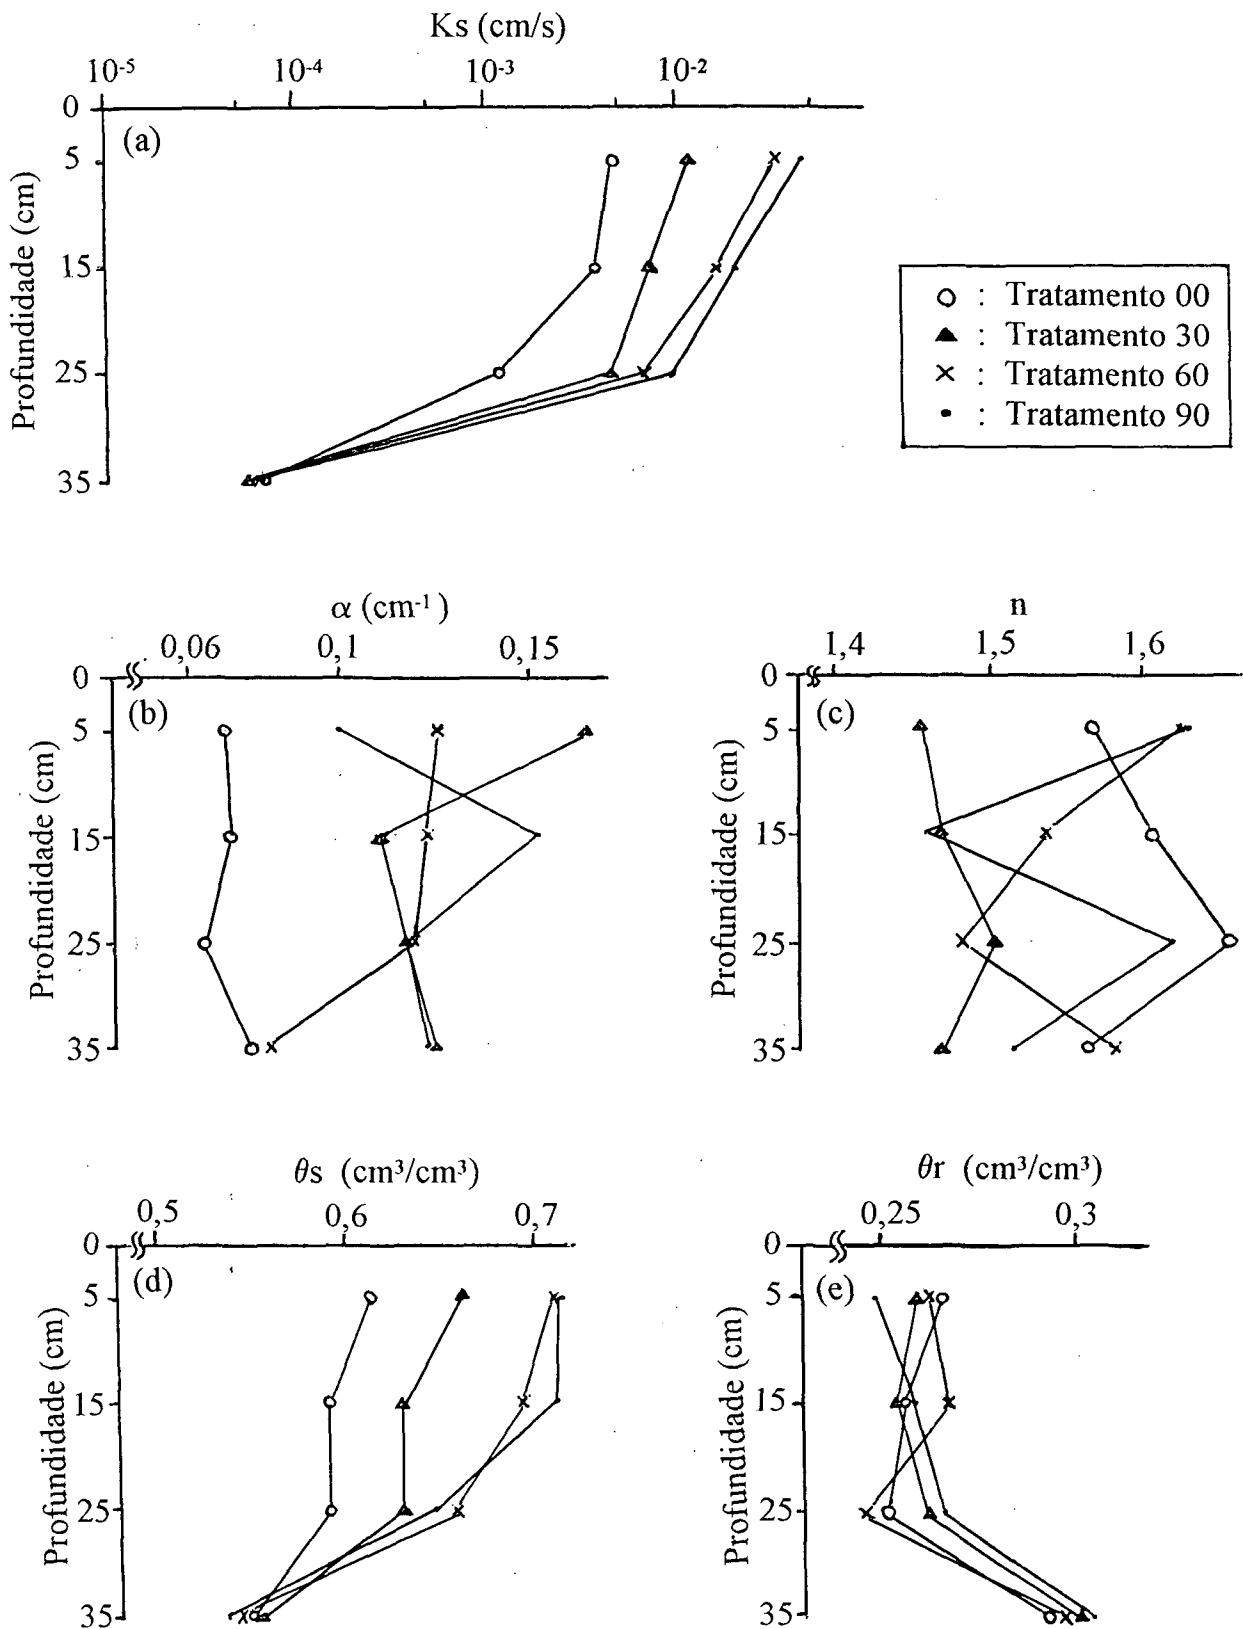 Ks (cm/s)
10⁻⁵ 10⁻⁴ 10⁻³ 10⁻²
0
(a)
5
15
25
35
Profundidade (cm)
O : Tratamento 00
▲ : Tratamento 30
× : Tratamento 60
• : Tratamento 90
α (cm⁻¹)
0,06 0,1 0,15
0
(b)
5
15
25
35
Profundidade (cm)
n
1,4 1,5 1,6
0
(c)
5
15
25
35
Profundidade (cm)
θs (cm³/cm³)
0,5 0,6 0,7
0
(d)
5
15
25
35
Profundidade (cm)
θr (cm³/cm³)
0,25 0,3
0
(e)
5
15
25
35
Profundidade (cm)